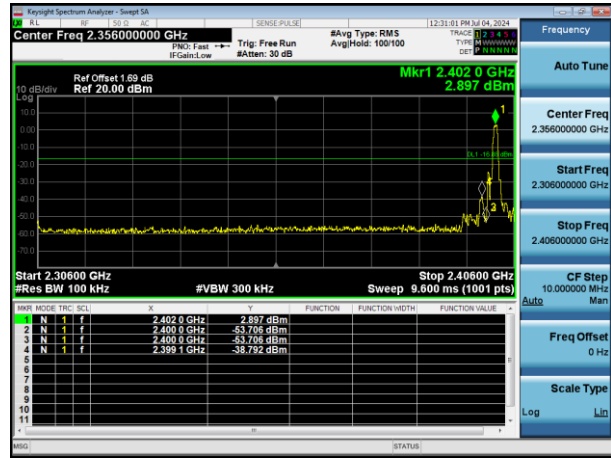 Keysight Spectrum Analyzer - Swept SA
RL RF 50 Ω AC SENSE:PULSE 12:31:01 PM Jul 04, 2024
Center Freq 2.356000000 GHz #Avg Type: RMS TRACE 1 2 3 4 5 6 Frequency
PNO: Fast Trig: Free Run Avg|Hold: 100/100 TYPE M WWWWW
IFGain:Low #Atten: 30 dB DET P N N N N N
Auto Tune
Ref Offset 1.69 dB Mkr1 2.402 0 GHz
10 dB/div Ref 20.00 dBm 2.897 dBm
Log
10.0 1 Center Freq
2.356000000 GHz
0.00
-10.0
-20.0 Start Freq
2.306000000 GHz
-30.0
-40.0
-50.0 3 Stop Freq
2.406000000 GHz
-60.0
-70.0
Start 2.30600 GHz Stop 2.40600 GHz CF Step
#Res BW 100 kHz #VBW 300 kHz Sweep 9.600 ms (1001 pts) 10.000000 MHz
Auto Man
MKR MODE TRC SCL X Y FUNCTION FUNCTION WIDTH FUNCTION VALUE
1 N 1 f 2.402 0 GHz 2.897 dBm
2 N 1 f 2.400 0 GHz -53.706 dBm
3 N 1 f 2.400 0 GHz -53.706 dBm
4 N 1 f 2.399 1 GHz -38.792 dBm
5 Freq Offset
6 0 Hz
7
8 Scale Type
9
10 Log Lin
11
MSG STATUS